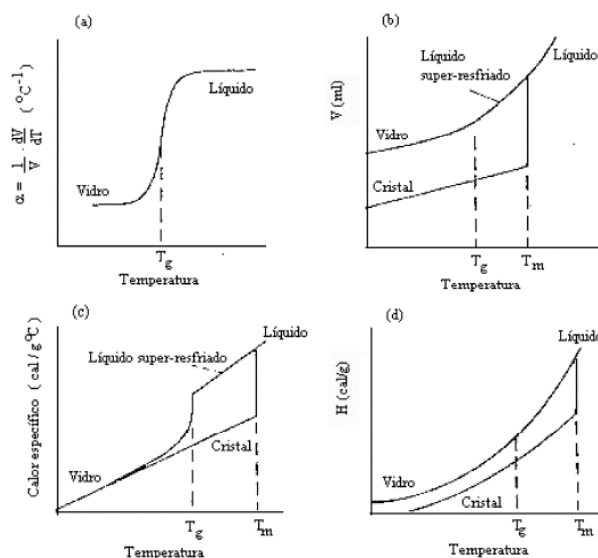 (a)
α = 1/V . dV/dT ( °C-1 )
Líquido
Vidro
Tg
Temperatura
(b)
V (ml)
Líquido
super-resfriado
Líquido
Vidro
Cristal
Tg
Tm
Temperatura
(c)
Calor específico ( cal / g °C )
Líquido
Líquido super-resfriado
Cristal
Vidro
Tg
Tm
Temperatura
(d)
H (cal/g)
Líquido
Vidro
Cristal
Tg
Tm
Temperatura